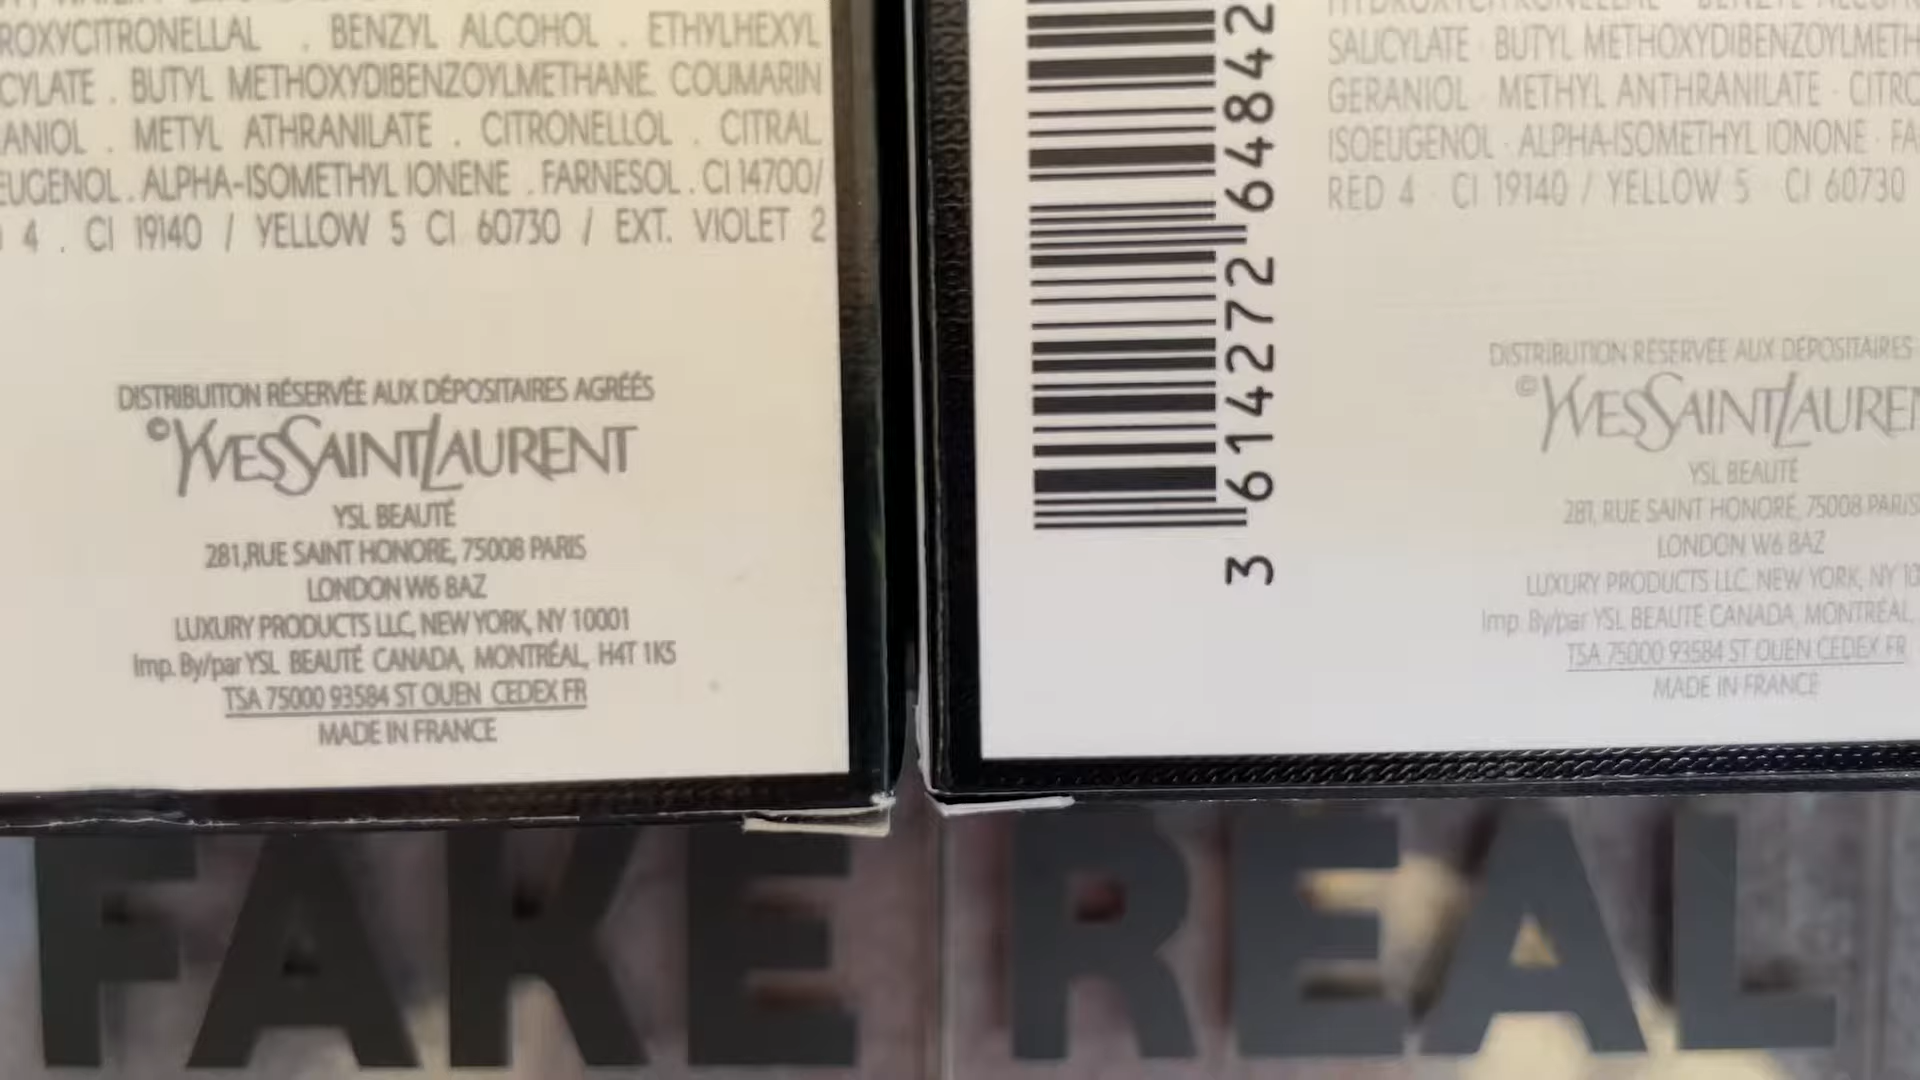 ROXYCITRONELLAL . BENZYL ALCOHOL . ETHYLHEXYL
CYLATE . BUTYL METHOXYDIBENZOYLMETHANE. COUMARIN
ANIOL . METYL ATHRANILATE . CITRONELLOL . CITRAL
EUGENOL . ALPHA-ISOMETHYL IONENE . FARNESOL . CI 14700/
4 . CI 19140 / YELLOW 5 CI 60730 / EXT. VIOLET 2
DISTRIBUITON RÉSERVÉE AUX DÉPOSITAIRES AGRÉÉS
©YVESSAINTLAURENT
YSL BEAUTÉ
281,RUE SAINT HONORE, 75008 PARIS
LONDON W6 8AZ
LUXURY PRODUCTS LLC, NEW YORK, NY 10001
Imp. By/par YSL BEAUTÉ CANADA, MONTRÉAL, H4T 1K5
TSA 75000 93584 ST OUEN CEDEX FR
MADE IN FRANCE
3 614272 64842
SALICYLATE · BUTYL METHOXYDIBENZOYLMETH
GERANIOL · METHYL ANTHRANILATE · CITRO
ISOEUGENOL · ALPHA-ISOMETHYL IONONE · FA
RED 4 · CI 19140 / YELLOW 5 CI 60730
DISTRIBUTION RÉSERVÉE AUX DÉPOSITAIRES
©YVESSAINTLAUREN
YSL BEAUTÉ
281, RUE SAINT HONORÉ, 75008 PARIS
LONDON W6 8AZ
LUXURY PRODUCTS LLC, NEW YORK, NY 10
Imp. By/par YSL BEAUTÉ CANADA, MONTRÉAL,
TSA 75000 93584 ST OUEN CEDEX FR
MADE IN FRANCE
FAKE REAL